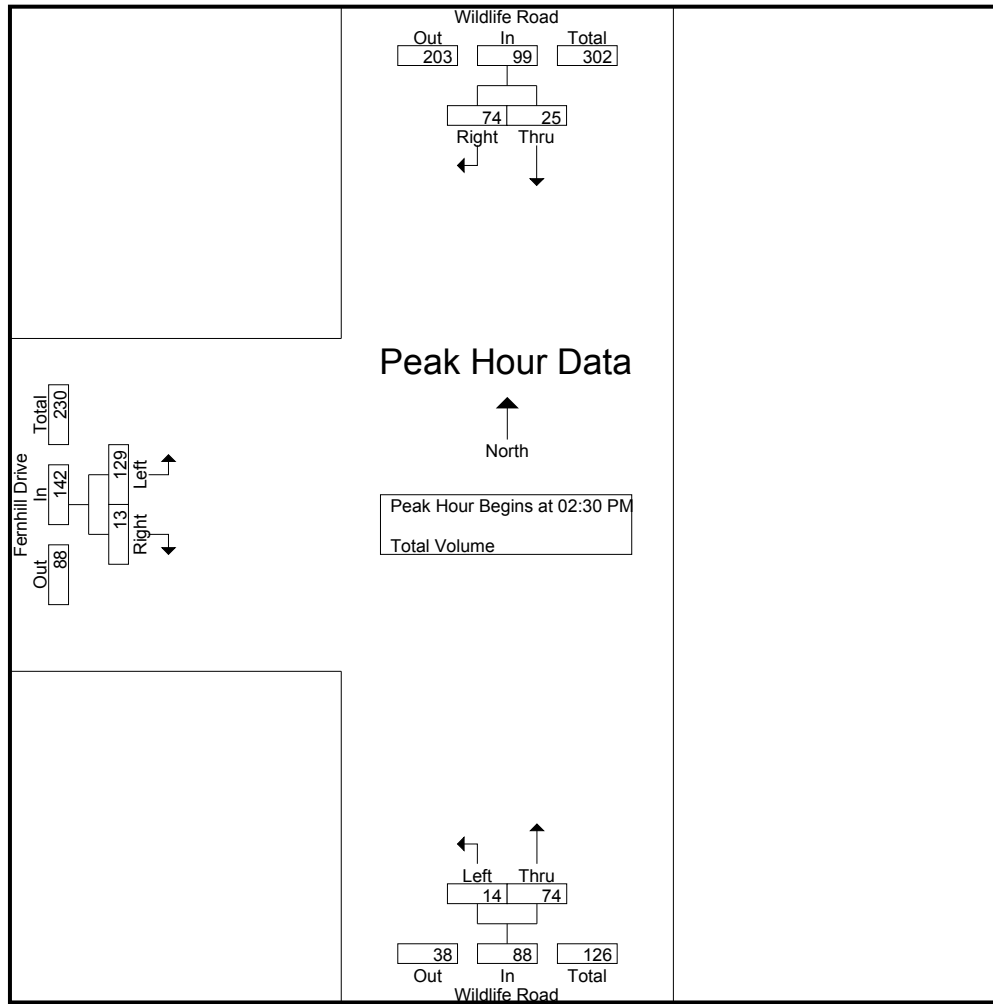 Wildlife Road
Out In Total
203 99 302
74 25
Right Thru
Peak Hour Data
North
Peak Hour Begins at 02:30 PM
Total Volume
Fernhill Drive
Out In Total
88 142 230
13 129
Right Left
Left Thru
14 74
38 88 126
Out In Total
Wildlife Road